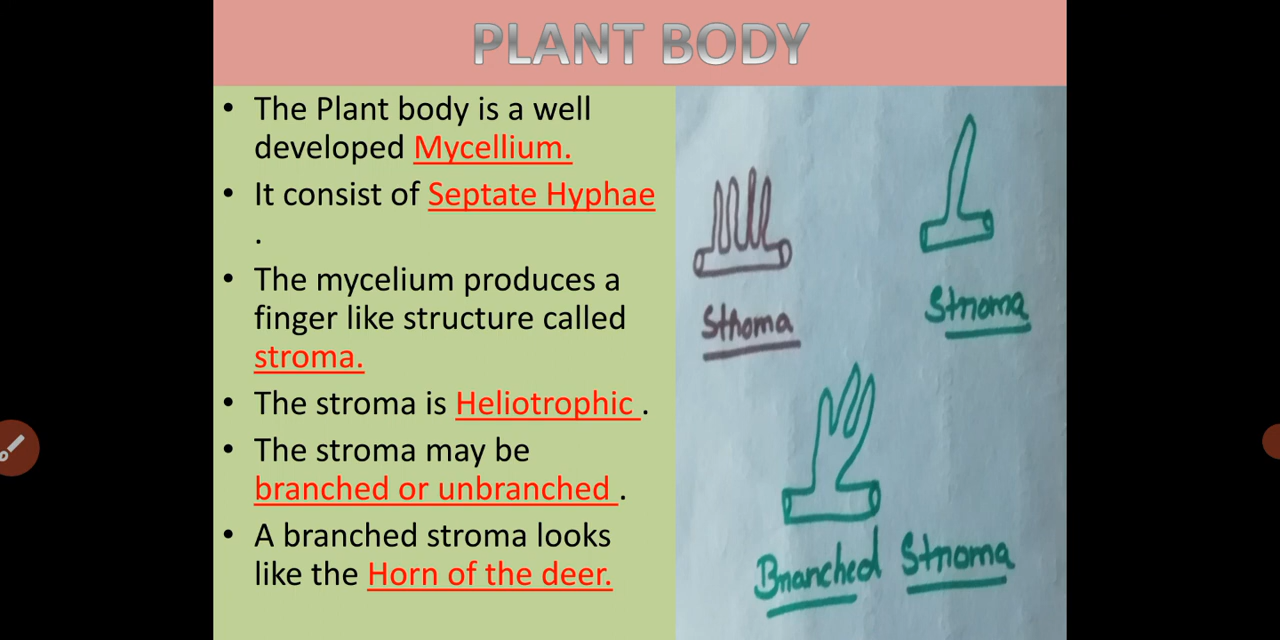 PLANT BODY
• The Plant body is a well
developed Mycellium.
• It consist of Septate Hyphae
.
• The mycelium produces a
finger like structure called
stroma.
• The stroma is Heliotrophic .
• The stroma may be
branched or unbranched .
• A branched stroma looks
like the Horn of the deer.
Stroma
Stroma
Branched Stroma